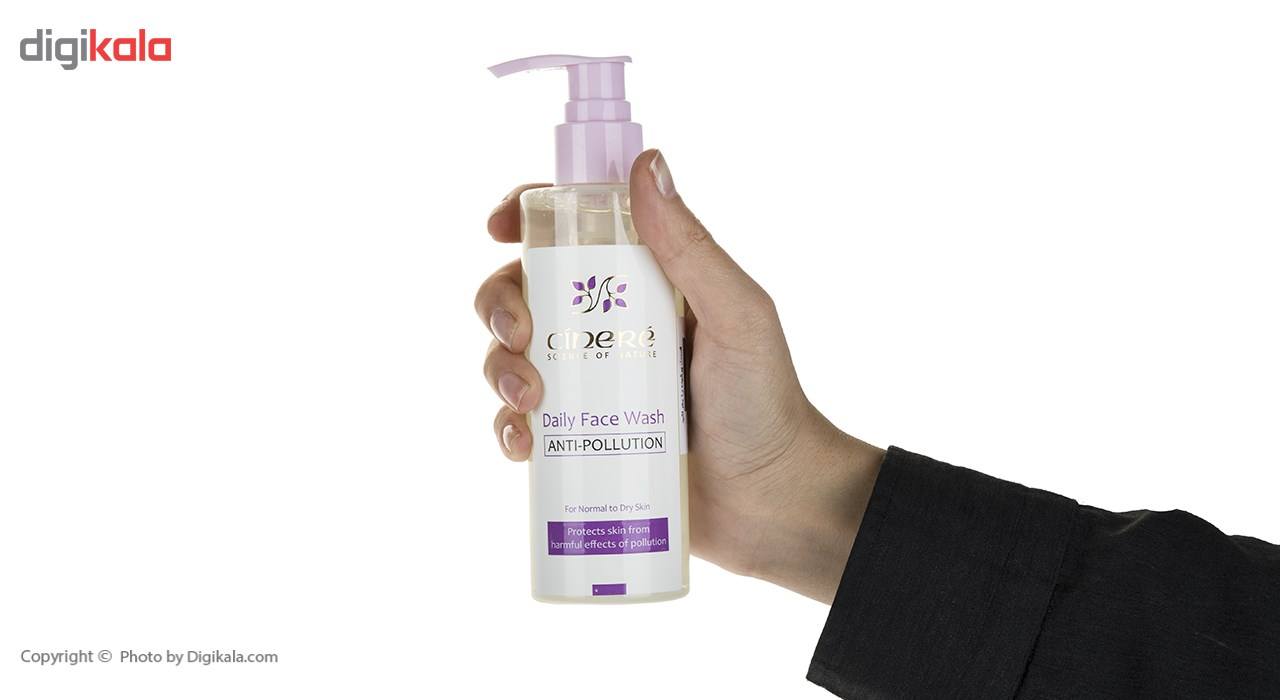 digikala
cíneré
SCIENCE OF NATURE
Daily Face Wash
ANTI-POLLUTION
For Normal to Dry Skin
Protects skin from
harmful effects of pollution
Copyright © Photo by Digikala.com